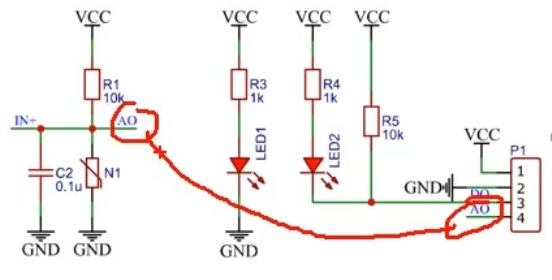 VCC VCC VCC VCC
R1 10k
R3 1k
R4 1k
R5 10k
IN+ AO
LED1 LED2
VCC P1
C2 0.1u
N1
GND DO
AO
1
2
3
4
GND GND GND